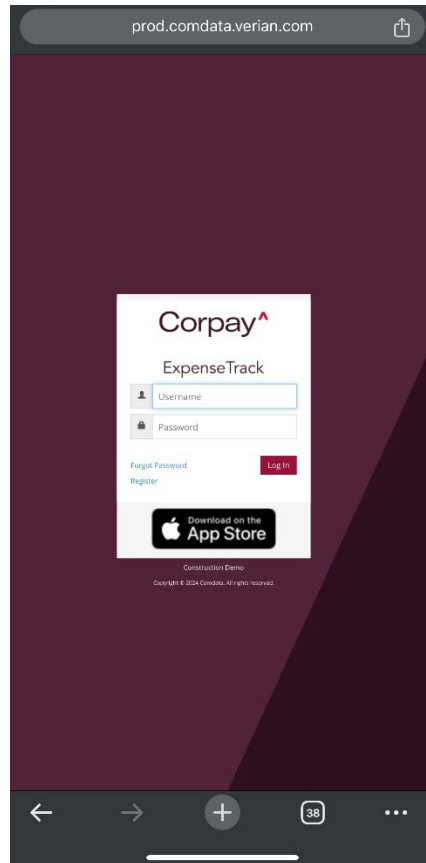 prod.comdata.verian.com
Corpay^
ExpenseTrack
Username
Password
Forgot Password
Log In
Register
Download on the
App Store
Construction Demo
Copyright © 2024 Comdata. All rights reserved.
38